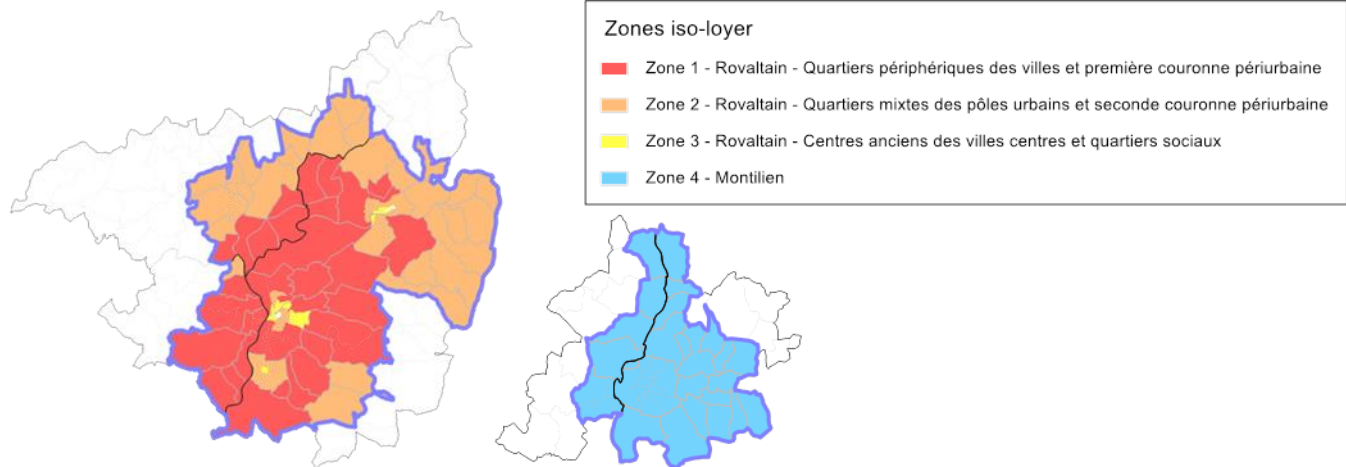 Zones iso-loyer
Zone 1 - Rovaltain - Quartiers périphériques des villes et première couronne périurbaine
Zone 2 - Rovaltain - Quartiers mixtes des pôles urbains et seconde couronne périurbaine
Zone 3 - Rovaltain - Centres anciens des villes centres et quartiers sociaux
Zone 4 - Montilien